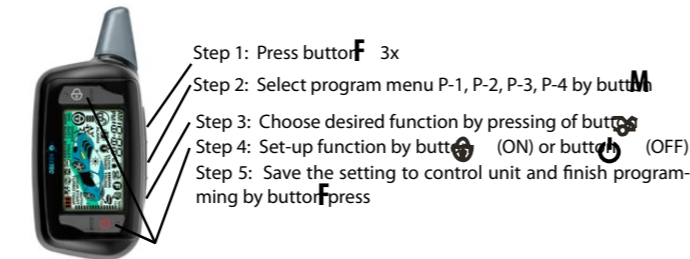 Step 1: Press button F 3x
Step 2: Select program menu P-1, P-2, P-3, P-4 by button M
Step 3: Choose desired function by pressing of button
Step 4: Set-up function by button (ON) or button (OFF)
Step 5: Save the setting to control unit and finish program-
ming by button F press